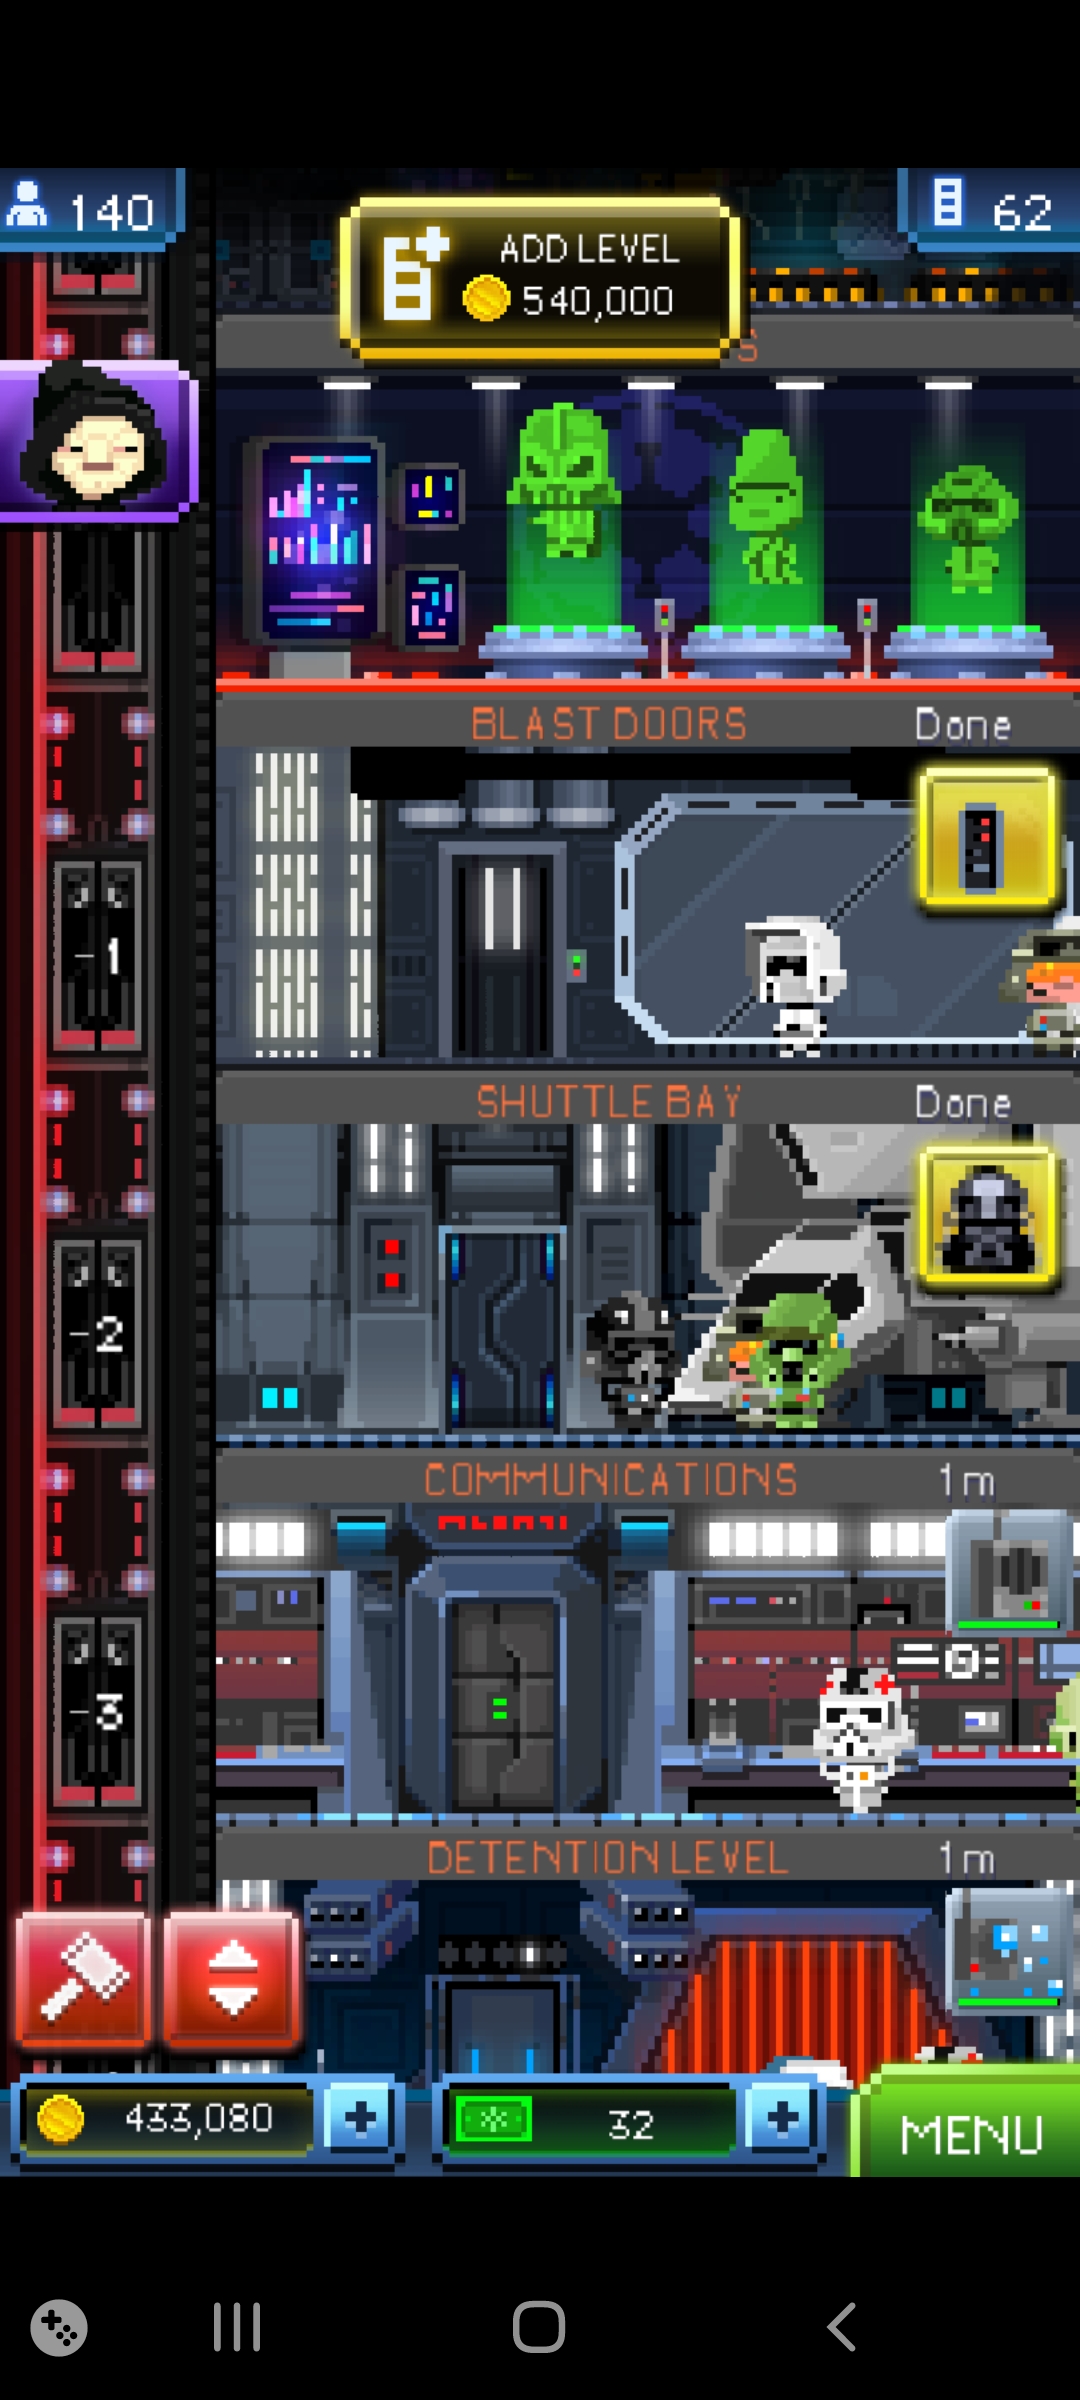 140
62
ADD LEVEL
540,000
S
BLAST DOORS Done
-1
SHUTTLE BAY Done
-2
COMMUNICATIONS 1m
-3
DETENTION LEVEL 1m
433,080
32
MENU